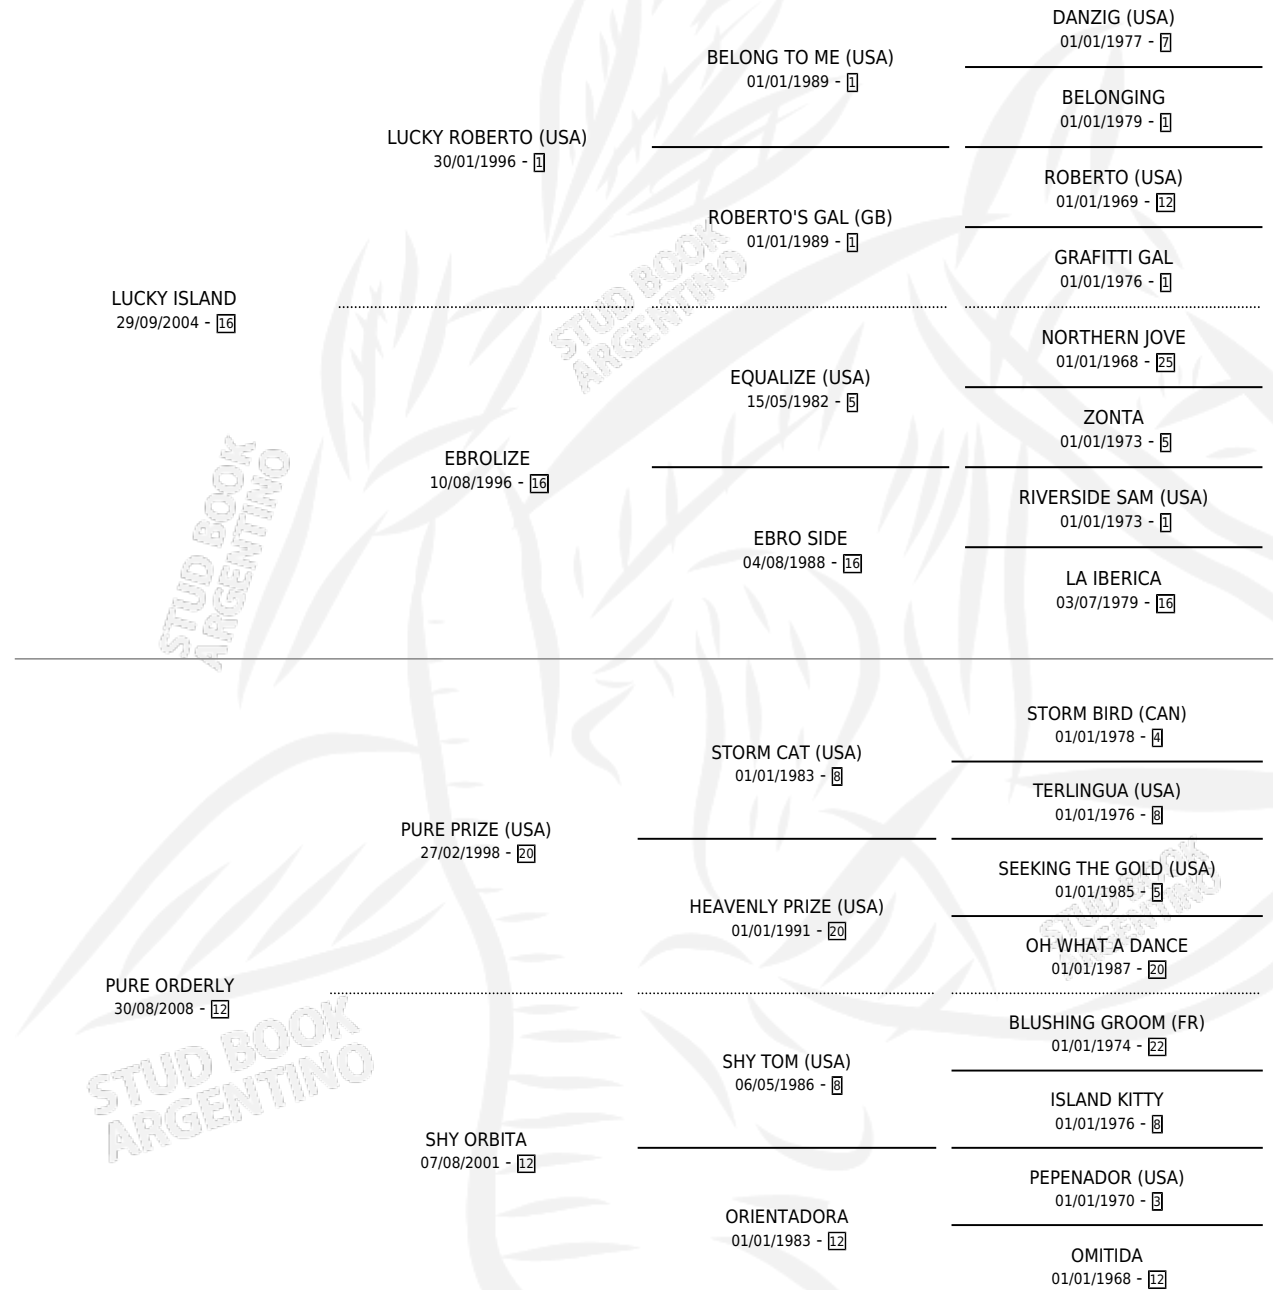 DANZIG (USA)
01/01/1977 - 7
BELONG TO ME (USA)
01/01/1989 - 1
BELONGING
01/01/1979 - 1
LUCKY ROBERTO (USA)
30/01/1996 - 1
ROBERTO (USA)
01/01/1969 - 12
ROBERTO'S GAL (GB)
01/01/1989 - 1
GRAFITTI GAL
01/01/1976 - 1
LUCKY ISLAND
29/09/2004 - 16
NORTHERN JOVE
01/01/1968 - 25
EQUALIZE (USA)
15/05/1982 - 5
ZONTA
01/01/1973 - 5
EBROLIZE
10/08/1996 - 16
RIVERSIDE SAM (USA)
01/01/1973 - 1
EBRO SIDE
04/08/1988 - 16
LA IBERICA
03/07/1979 - 16
STORM BIRD (CAN)
01/01/1978 - 4
STORM CAT (USA)
01/01/1983 - 8
TERLINGUA (USA)
01/01/1976 - 8
PURE PRIZE (USA)
27/02/1998 - 20
SEEKING THE GOLD (USA)
01/01/1985 - 5
HEAVENLY PRIZE (USA)
01/01/1991 - 20
OH WHAT A DANCE
01/01/1987 - 20
PURE ORDERLY
30/08/2008 - 12
BLUSHING GROOM (FR)
01/01/1974 - 22
SHY TOM (USA)
06/05/1986 - 8
ISLAND KITTY
01/01/1976 - 8
SHY ORBITA
07/08/2001 - 12
PEPENADOR (USA)
01/01/1970 - 3
ORIENTADORA
01/01/1983 - 12
OMITIDA
01/01/1968 - 12
STUD BOOK
ARGENTINO
STUD BOOK
ARGENTINO
STUD BOOK
ARGENTINO
STUD BOOK
ARGENTINO